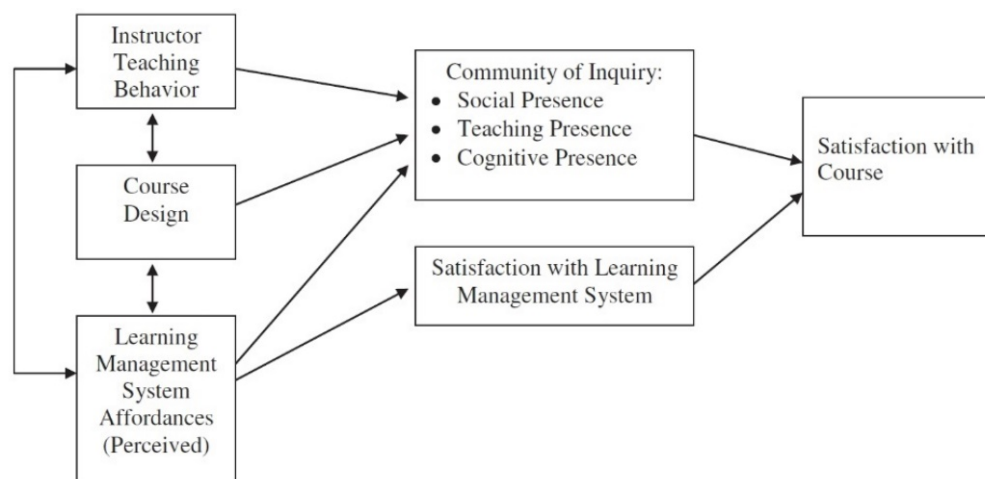 Instructor
Teaching
Behavior
Course
Design
Learning
Management
System
Affordances
(Perceived)
Community of Inquiry:
• Social Presence
• Teaching Presence
• Cognitive Presence
Satisfaction with Learning
Management System
Satisfaction with
Course